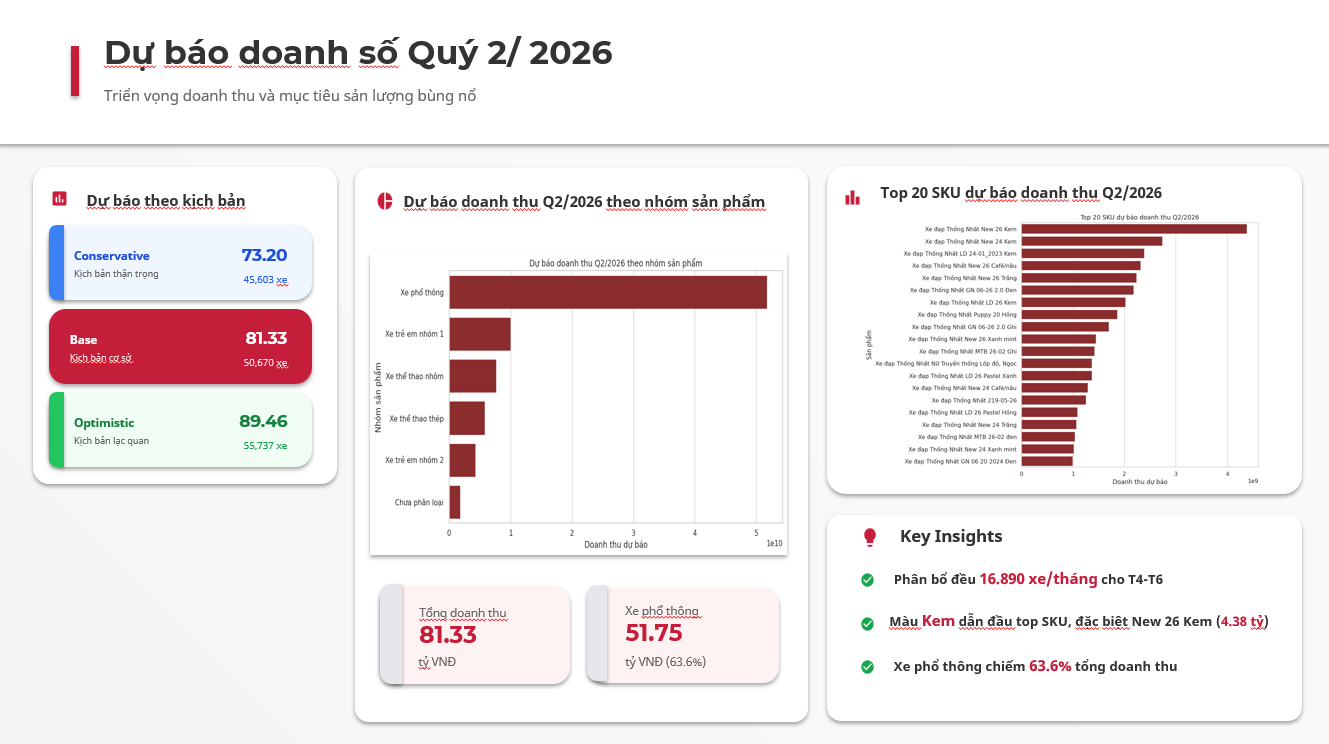 Dự báo doanh số Quý 2/ 2026
Triển vọng doanh thu và mục tiêu sản lượng bùng nổ
Dự báo theo kịch bản
Conservative
73.20
Kịch bản thận trọng
45,603 xe
Base
81.33
Kịch bản cơ sở
50,670 xe
Optimistic
89.46
Kịch bản lạc quan
55,737 xe
Dự báo doanh thu Q2/2026 theo nhóm sản phẩm
Dự báo doanh thu Q2/2026 theo nhóm sản phẩm
Nhóm sản phẩm
Xe phổ thông
Xe trẻ em nhóm 1
Xe thể thao nhôm
Xe thể thao thép
Xe trẻ em nhóm 2
Chưa phân loại
0 1 2 3 4 5
1e10
Doanh thu dự báo
Tổng doanh thu
81.33
tỷ VNĐ
Xe phổ thông
51.75
tỷ VNĐ (63.6%)
Top 20 SKU dự báo doanh thu Q2/2026
Top 20 SKU dự báo doanh thu Q2/2026
Sản phẩm
Xe đạp Thống Nhất New 26 Kem
Xe đạp Thống Nhất New 24 Kem
Xe đạp Thống Nhất LD 24-01_2023 Kem
Xe đạp Thống Nhất New 26 Café/nâu
Xe đạp Thống Nhất New 26 Trắng
Xe đạp Thống Nhất GN 06-26 2.0 Đen
Xe đạp Thống Nhất LD 26 Kem
Xe đạp Thống Nhất Puppy 20 Hồng
Xe đạp Thống Nhất GN 06-26 2.0 Ghi
Xe đạp Thống Nhất New 26 Xanh mint
Xe đạp Thống Nhất MTB 26-02 Ghi
Xe đạp Thống Nhất Nữ Truyền thống Lốp đỏ, Ngọc
Xe đạp Thống Nhất LD 26 Pastel Xanh
Xe đạp Thống Nhất New 24 Café/nâu
Xe đạp Thống Nhất 219-05-26
Xe đạp Thống Nhất LD 26 Pastel Hồng
Xe đạp Thống Nhất New 24 Trắng
Xe đạp Thống Nhất MTB 26-02 đen
Xe đạp Thống Nhất New 24 Xanh mint
Xe đạp Thống Nhất GN 06 20 2024 Đen
0 1 2 3 4
1e9
Doanh thu dự báo
Key Insights
Phân bổ đều 16.890 xe/tháng cho T4-T6
Màu Kem dẫn đầu top SKU, đặc biệt New 26 Kem (4.38 tỷ)
Xe phổ thông chiếm 63.6% tổng doanh thu